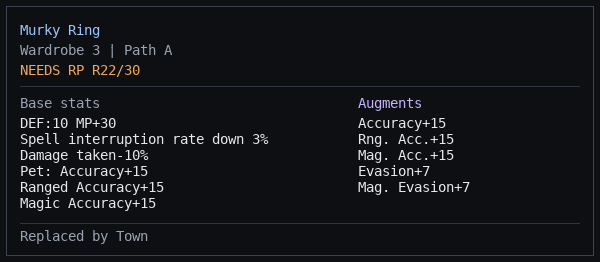 Murky Ring
Wardrobe 3 | Path A
NEEDS RP R22/30
Base stats
DEF:10 MP+30
Spell interruption rate down 3%
Damage taken-10%
Pet: Accuracy+15
Ranged Accuracy+15
Magic Accuracy+15
Augments
Accuracy+15
Rng. Acc.+15
Mag. Acc.+15
Evasion+7
Mag. Evasion+7
Replaced by Town